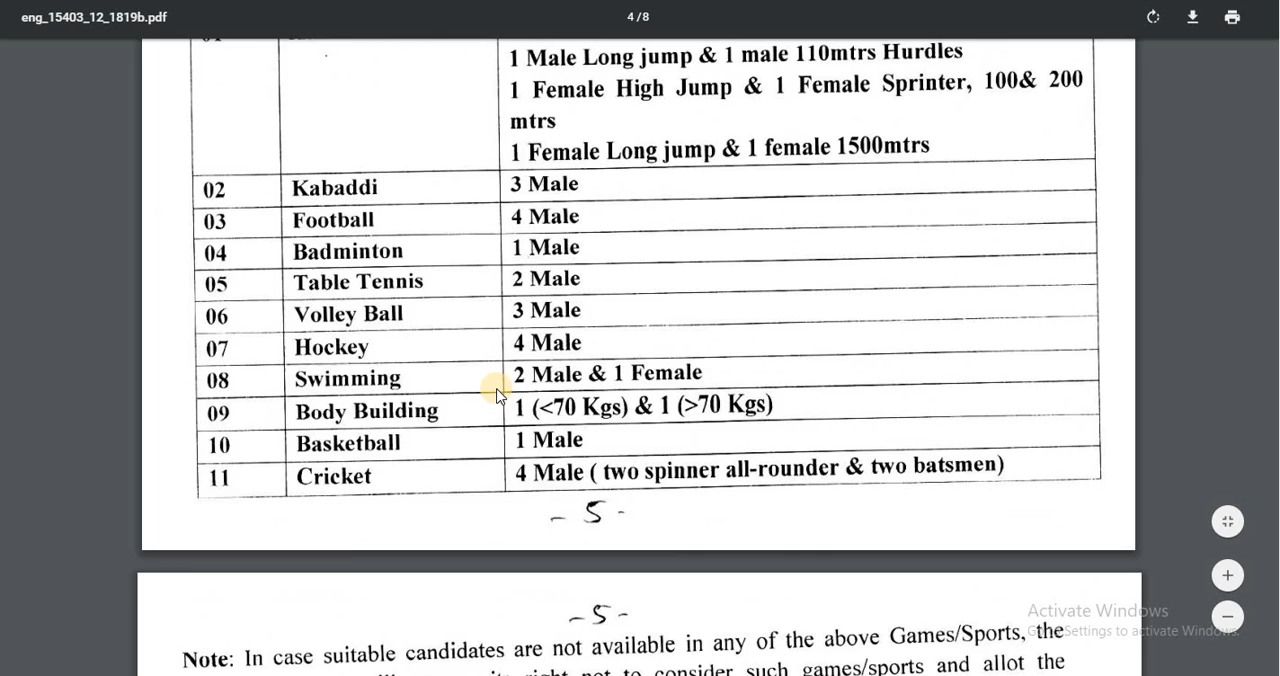 eng_15403_12_1819b.pdf
4/8
1 Male Long jump & 1 male 110mtrs Hurdles
1 Female High Jump & 1 Female Sprinter, 100& 200
mtrs
1 Female Long jump & 1 female 1500mtrs
02 Kabaddi 3 Male
03 Football 4 Male
04 Badminton 1 Male
05 Table Tennis 2 Male
06 Volley Ball 3 Male
07 Hockey 4 Male
08 Swimming 2 Male & 1 Female
09 Body Building 1 (<70 Kgs) & 1 (>70 Kgs)
10 Basketball 1 Male
11 Cricket 4 Male ( two spinner all-rounder & two batsmen)
- 5 -
- 5 -
Note: In case suitable candidates are not available in any of the above Games/Sports, the
right not to consider such games/sports and allot the
Activate Windows
Go to Settings to activate Windows.